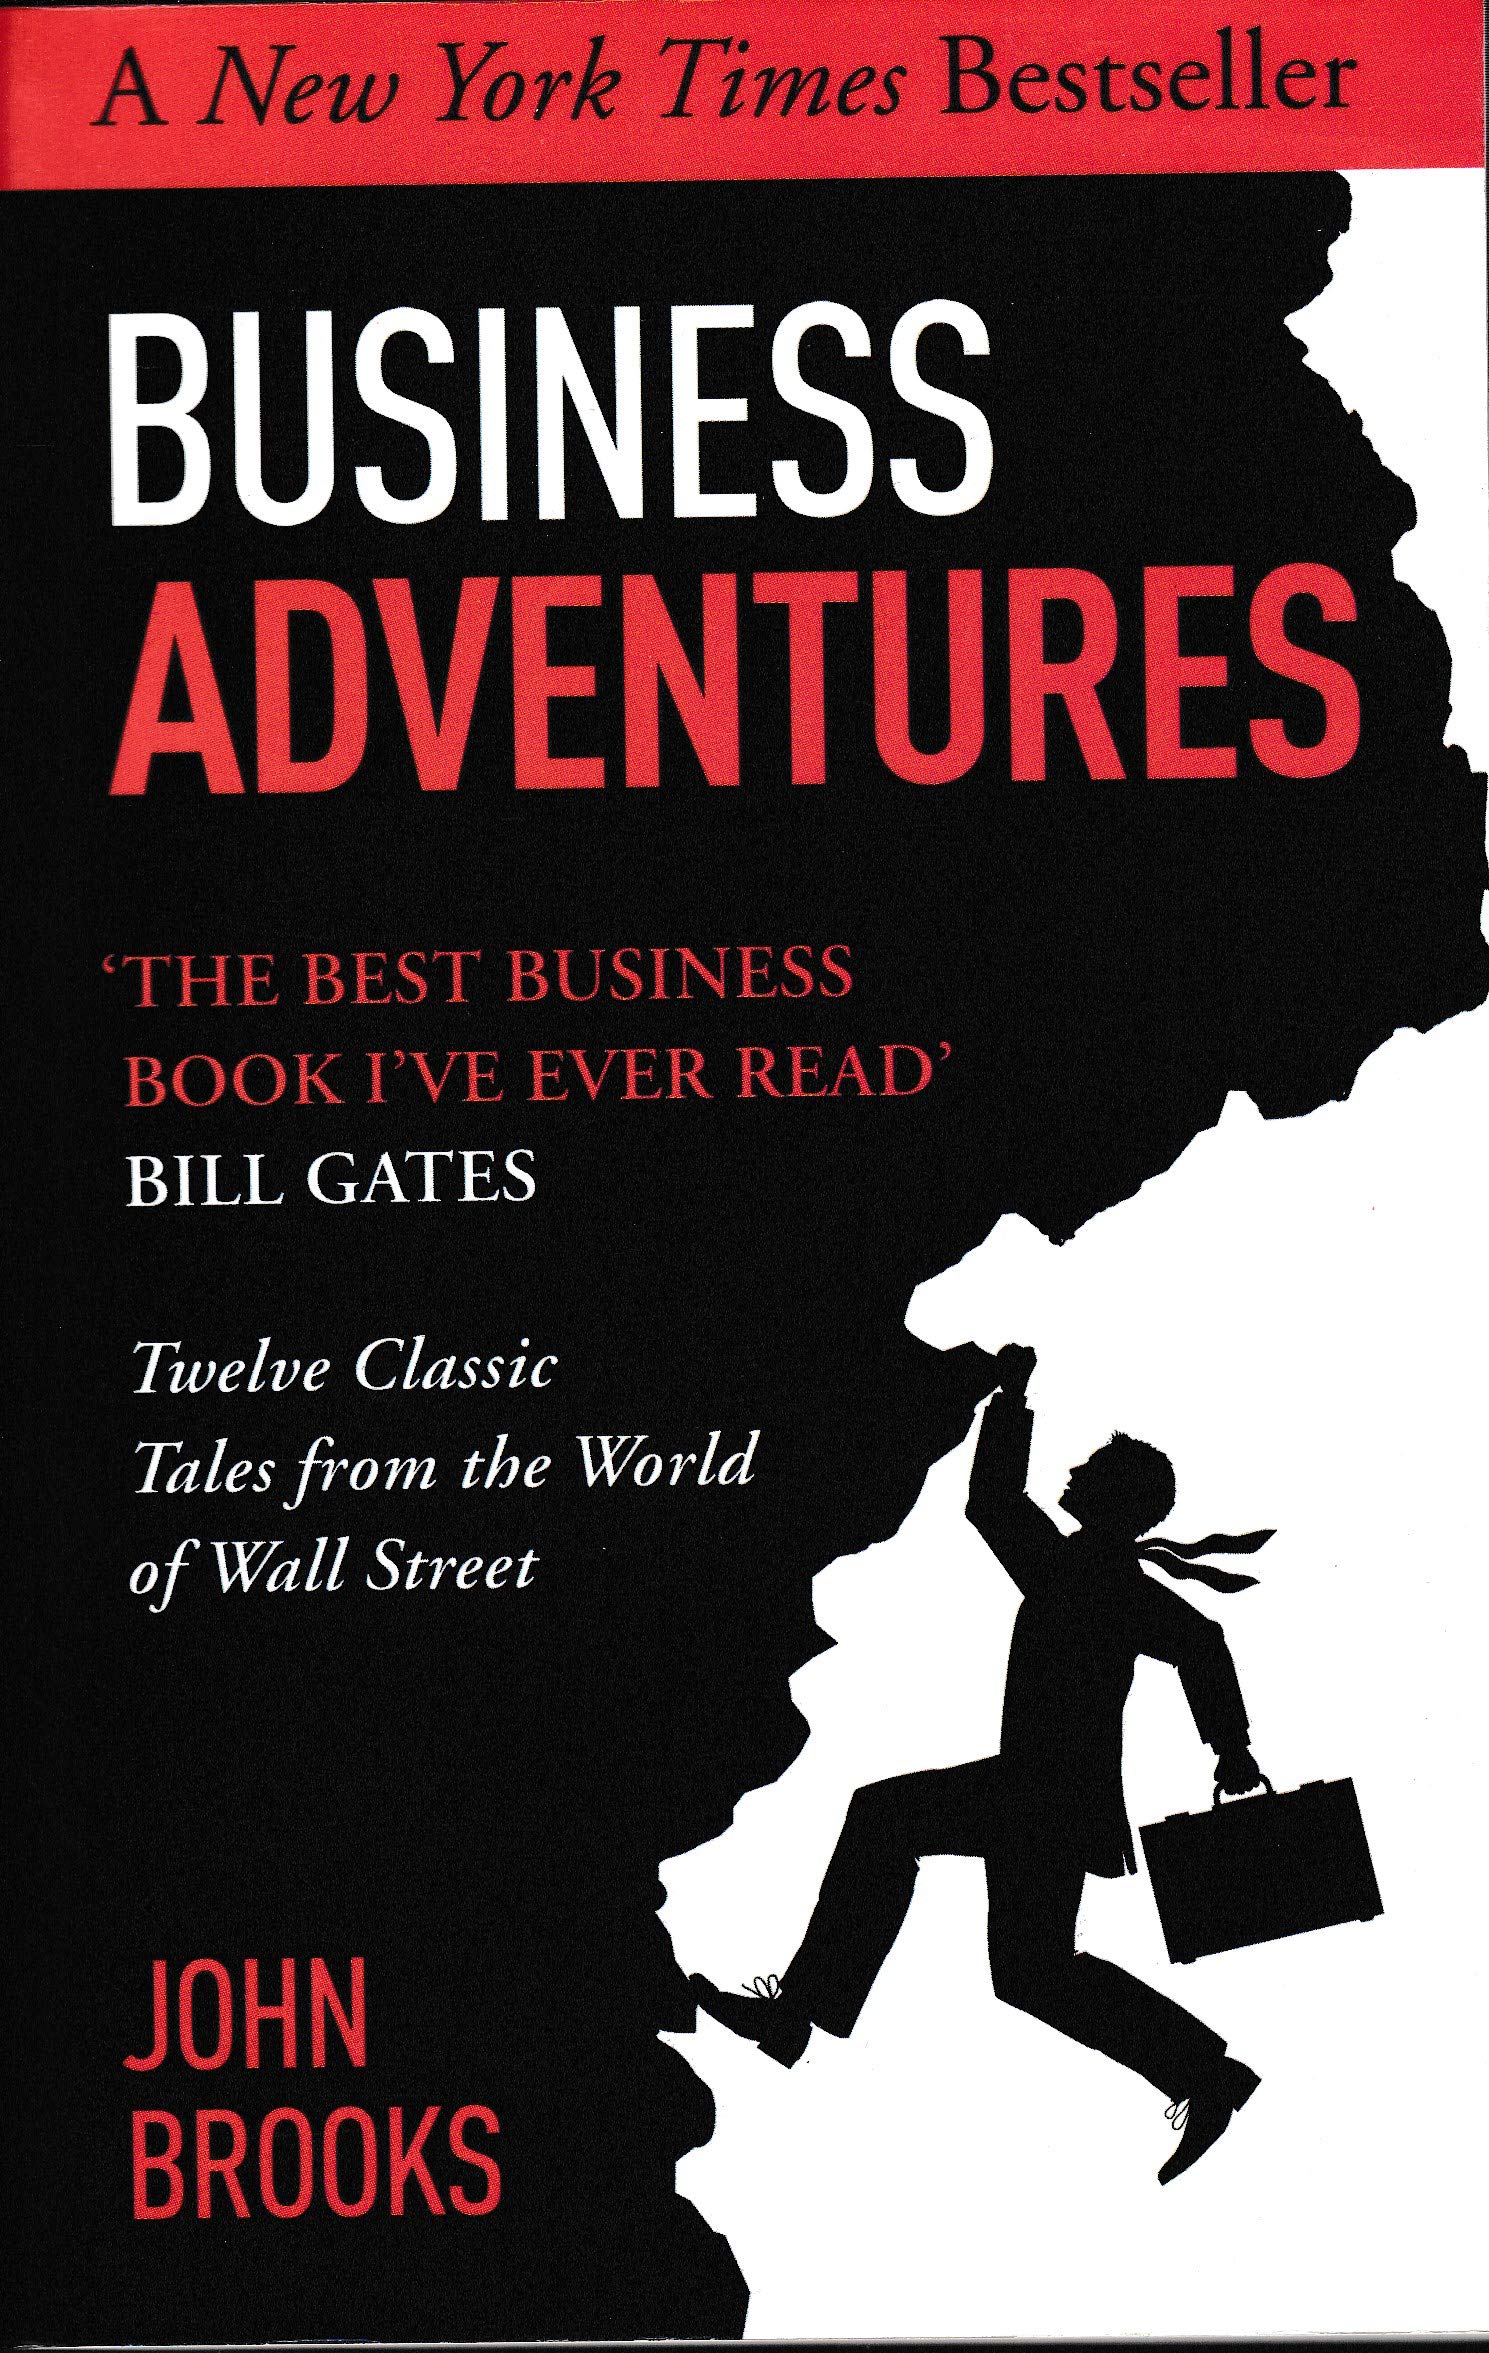 A New York Times Bestseller
BUSINESS
ADVENTURES
‘THE BEST BUSINESS
BOOK I’VE EVER READ’
BILL GATES
Twelve Classic
Tales from the World
of Wall Street
JOHN
BROOKS